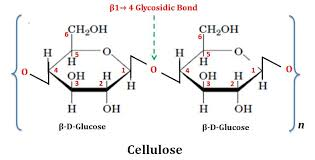 β1→4 Glycosidic Bond
6 CH₂OH 6 CH₂OH
H 5 O H H 5 O H
H H
O 4 1 O 4 1 O
OH H OH H
3 2 3 2
H OH H OH
β-D-Glucose β-D-Glucose
n
Cellulose